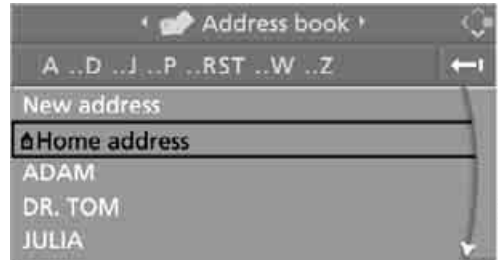 Address book
A ..D ..J ..P ..RST ..W ..Z
New address
Home address
ADAM
DR. TOM
JULIA